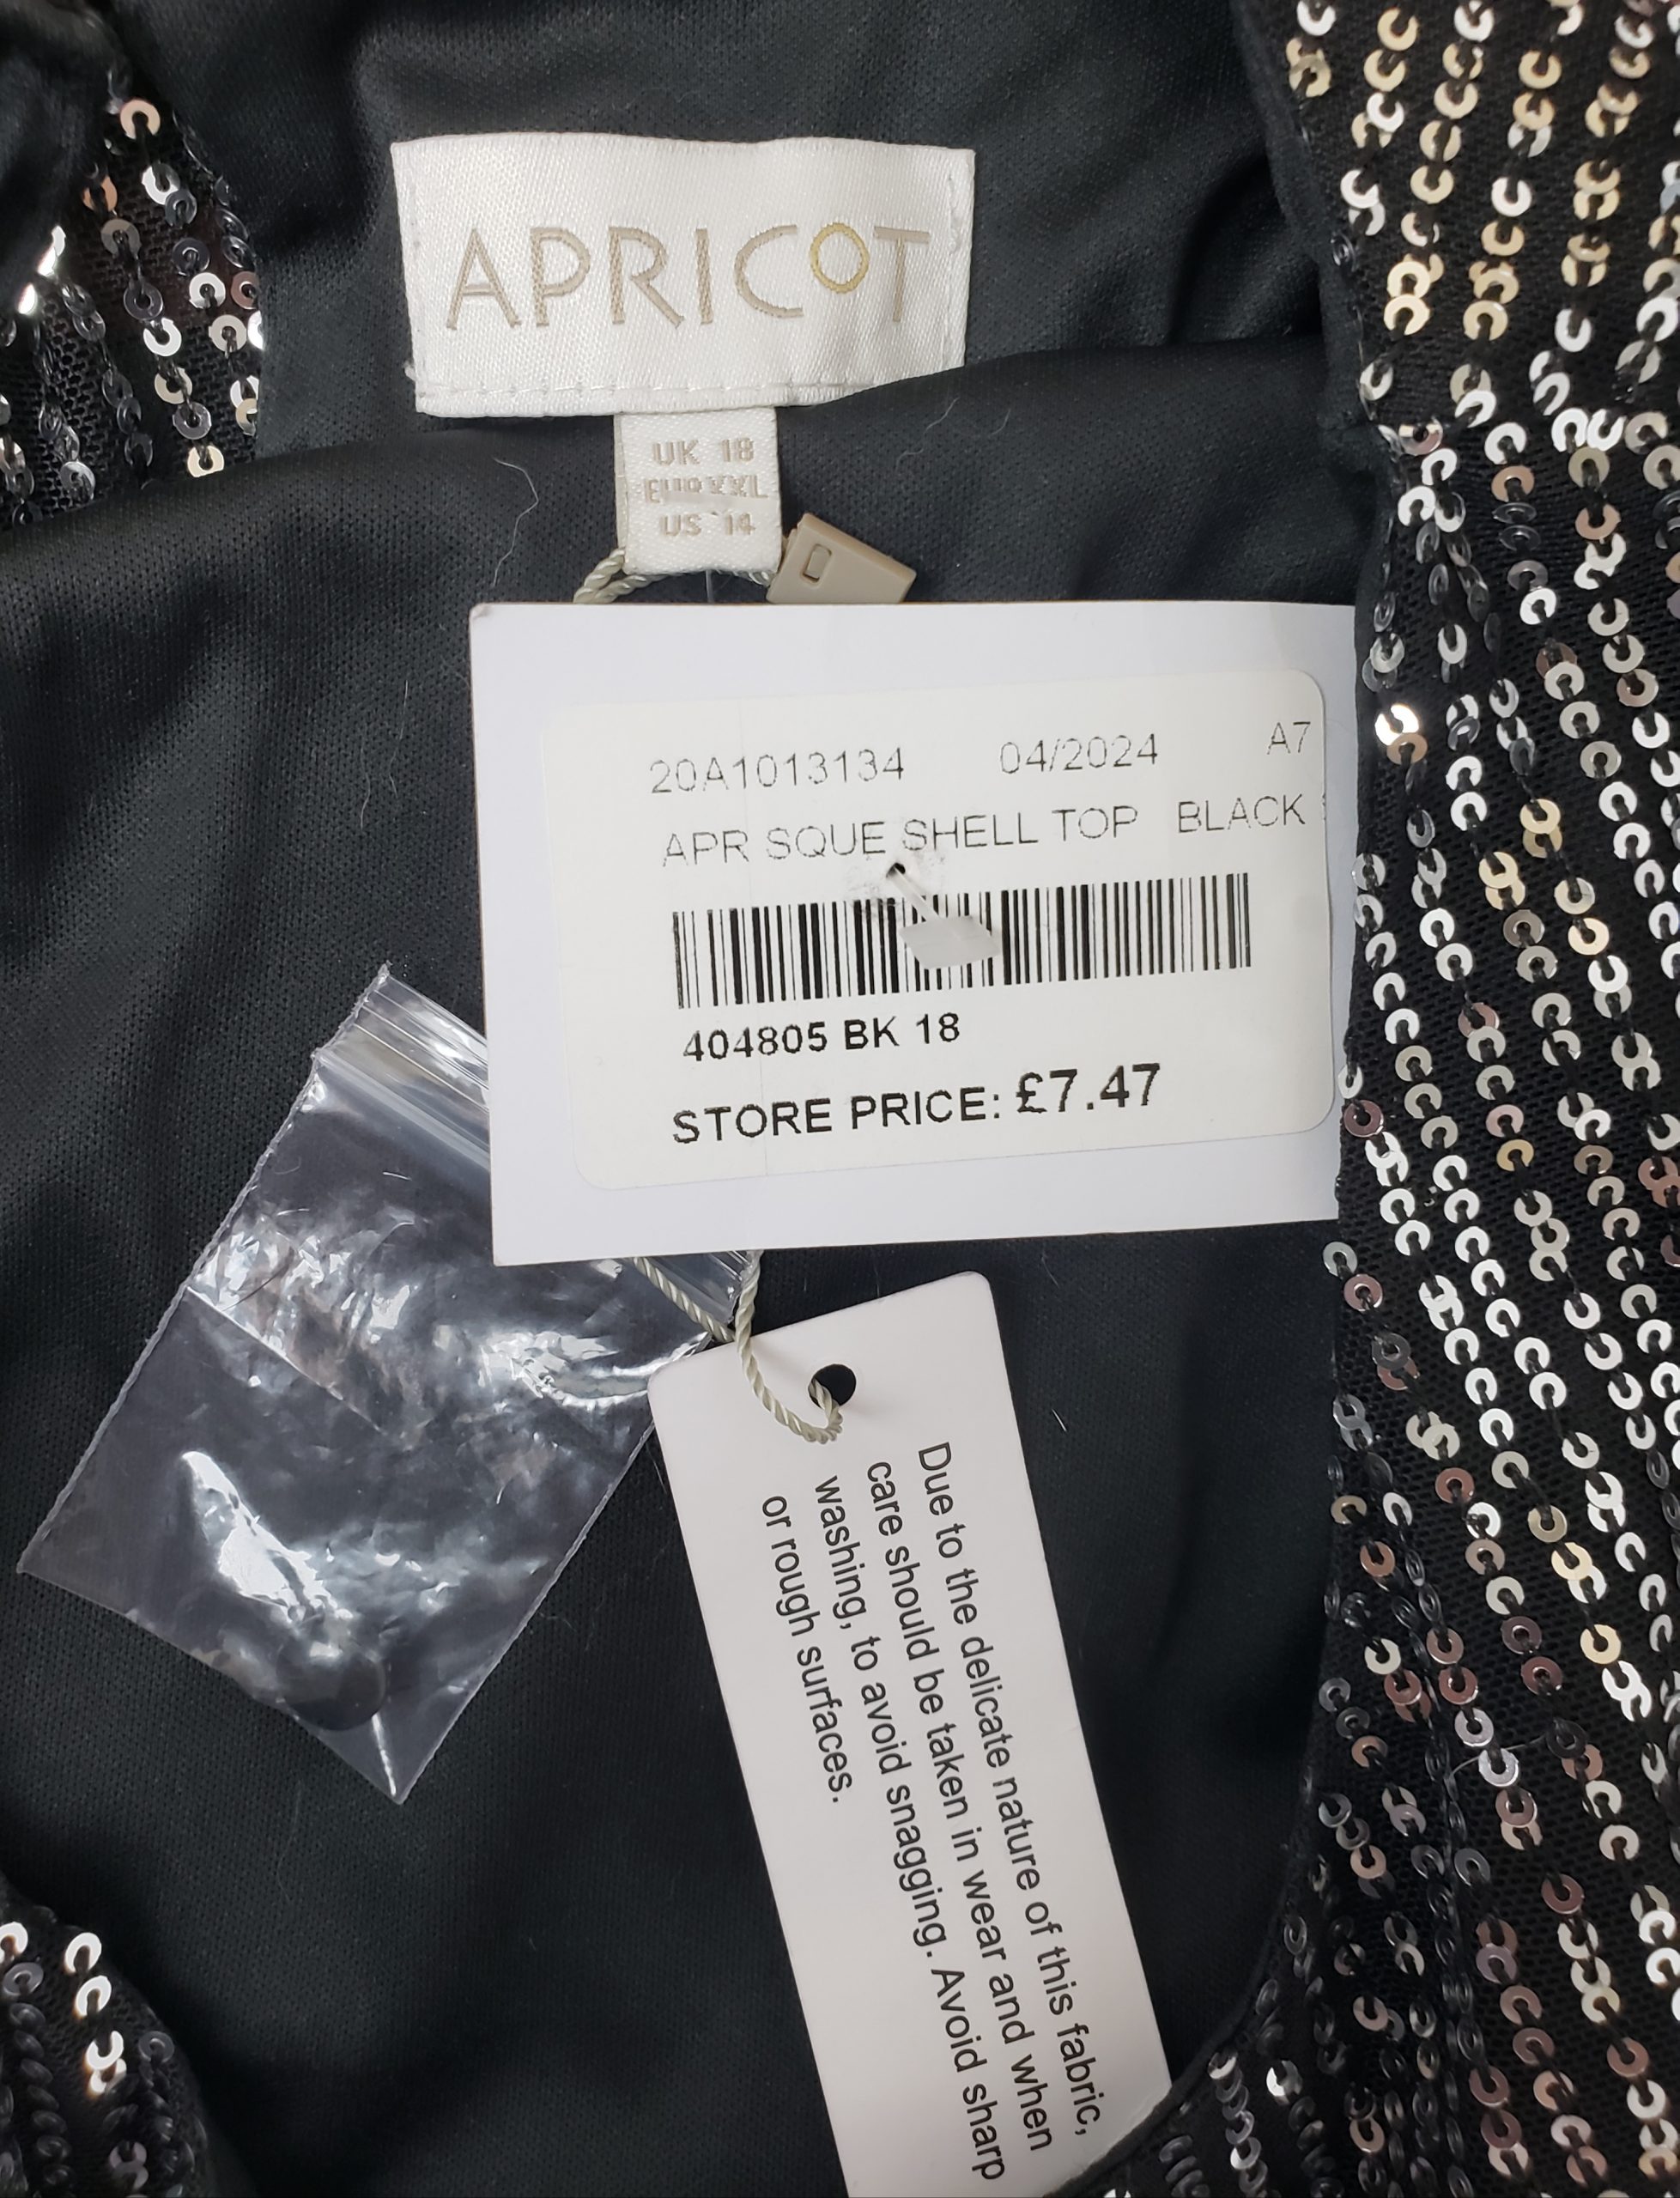 APRICOT
UK 18
EUR XXL
US 14
20A1013134 04/2024 A7
APR SQUE SHELL TOP BLACK
404805 BK 18
STORE PRICE: £7.47
Due to the delicate nature of this fabric,
care should be taken in wear and when
washing, to avoid snagging. Avoid sharp
or rough surfaces.